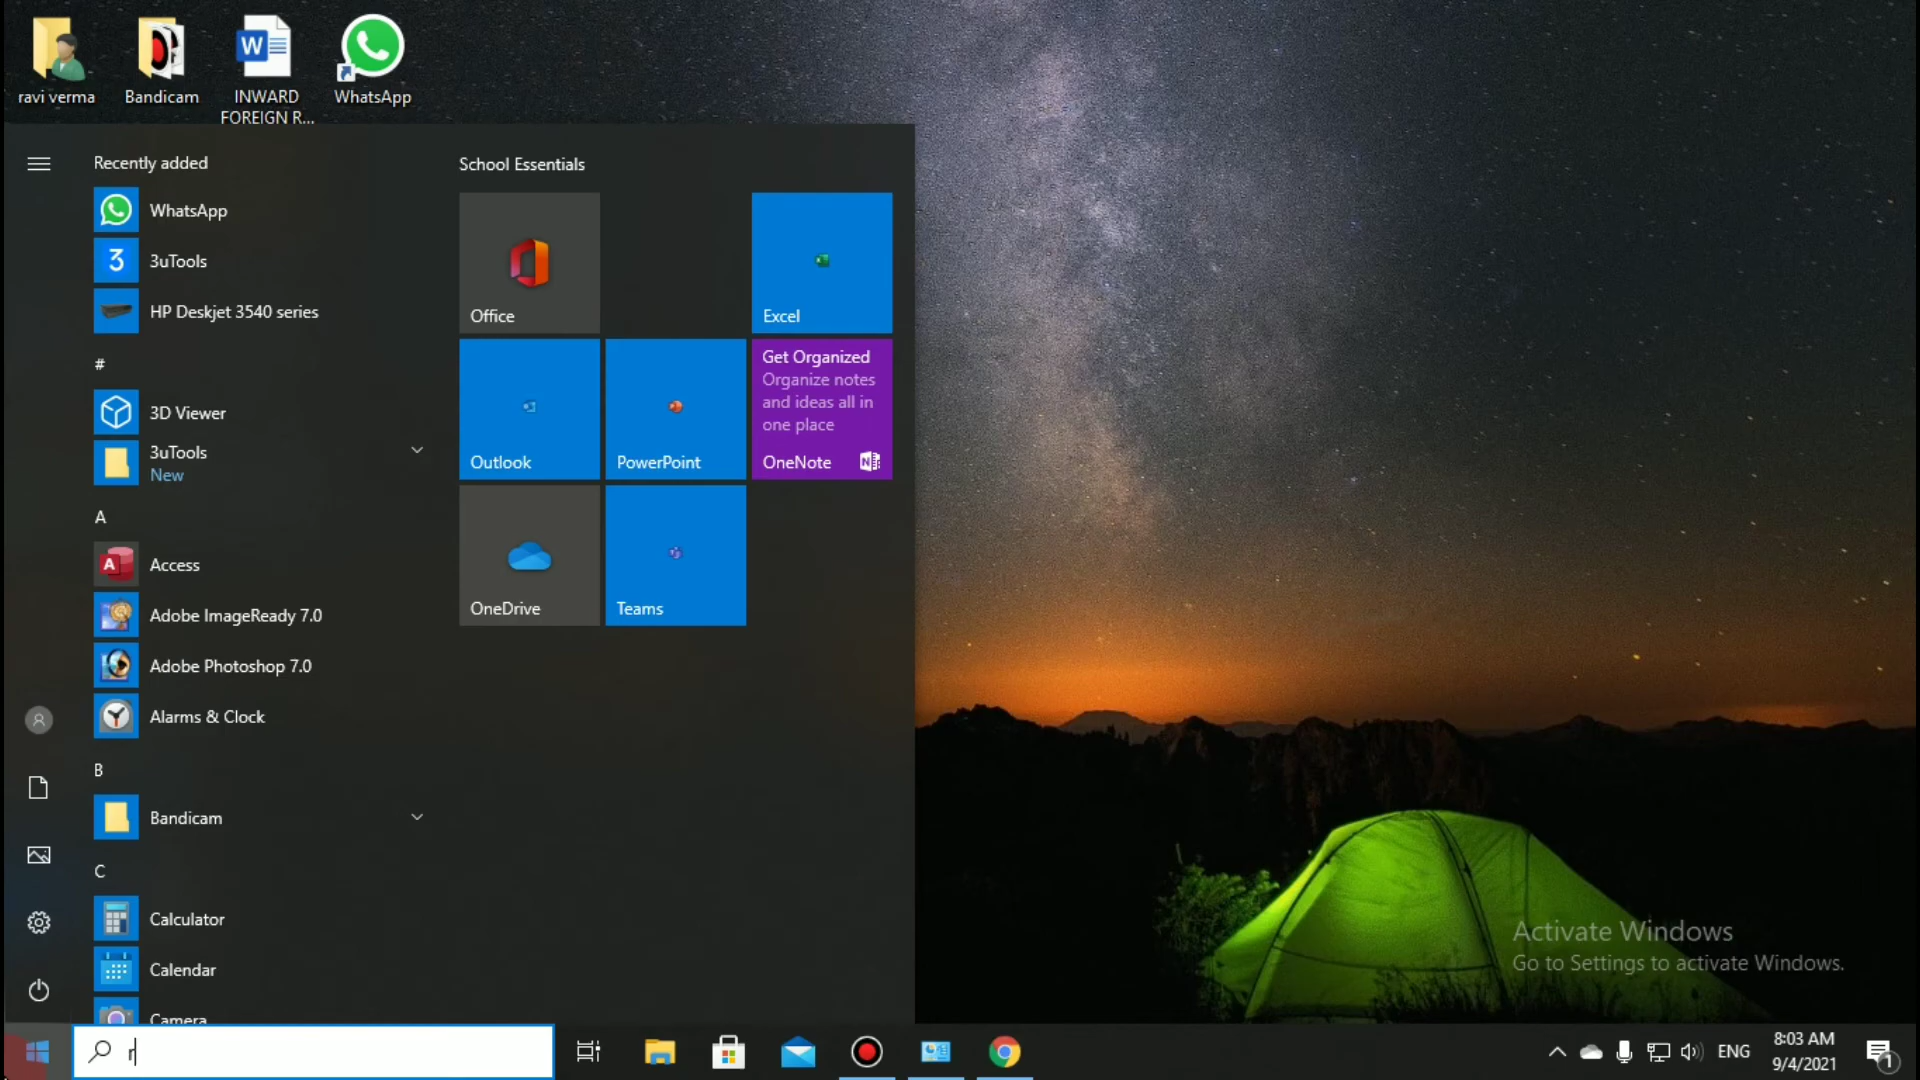 ravi verma
Bandicam
INWARD
FOREIGN R...
WhatsApp
Recently added
WhatsApp
3uTools
HP Deskjet 3540 series
#
3D Viewer
3uTools
New
A
Access
Adobe ImageReady 7.0
Adobe Photoshop 7.0
Alarms & Clock
B
Bandicam
C
Calculator
Calendar
Camera
School Essentials
Office
Excel
Outlook
PowerPoint
Get Organized
Organize notes
and ideas all in
one place
OneNote
OneDrive
Teams
Activate Windows
Go to Settings to activate Windows.
r
ENG
8:03 AM
9/4/2021
1